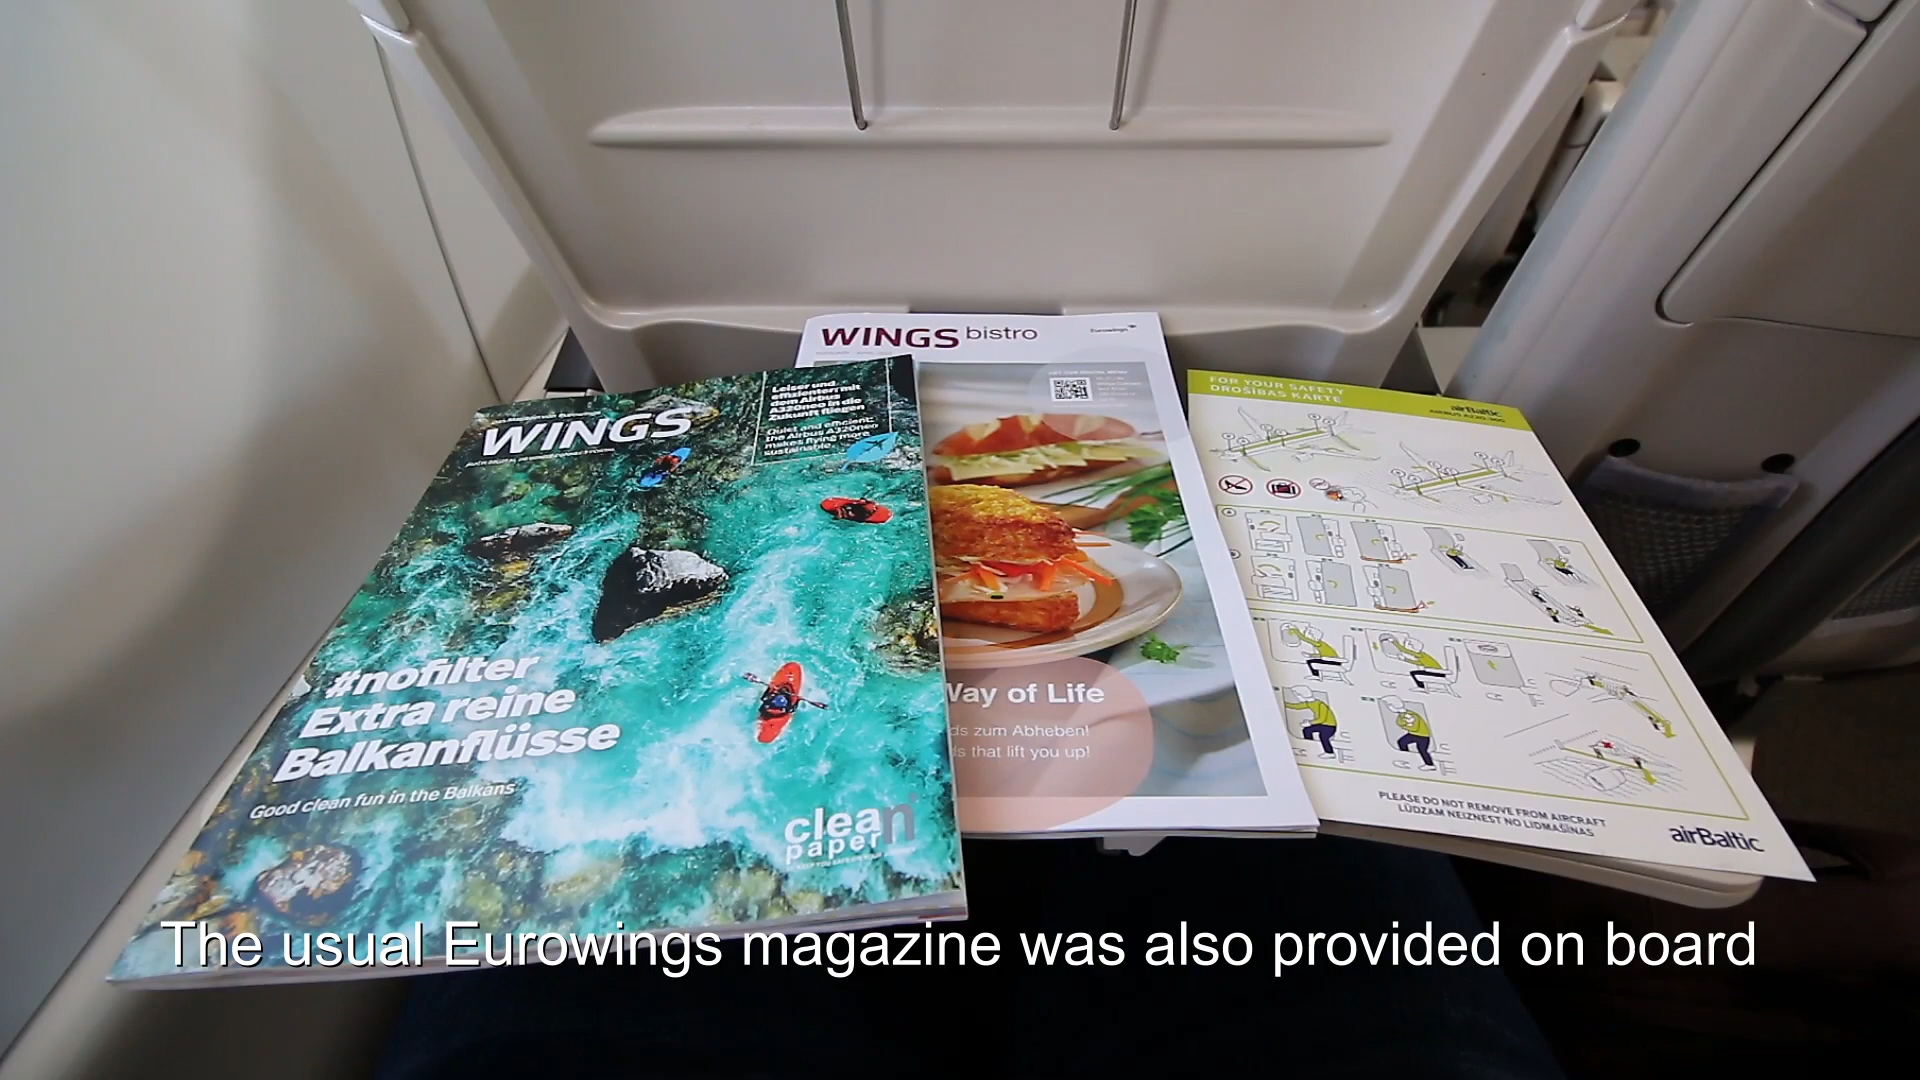 WINGS
Leiser und
effizienter: mit
dem Airbus
A320neo in die
Zukunft fliegen
Quiet and efficient:
the Airbus A320neo
makes flying more
sustainable
#nofilter
Extra reine
Balkanflüsse
Good clean fun in the Balkans
clean
paper
WINGS bistro
Eurowings
Way of Life
ds zum Abheben!
ds that lift you up!
FOR YOUR SAFETY
DROŠĪBAS KARTE
airBaltic
PLEASE DO NOT REMOVE FROM AIRCRAFT
LŪDZAM NEIZNEST NO LIDMAŠĪNAS
airBaltic
The usual Eurowings magazine was also provided on board